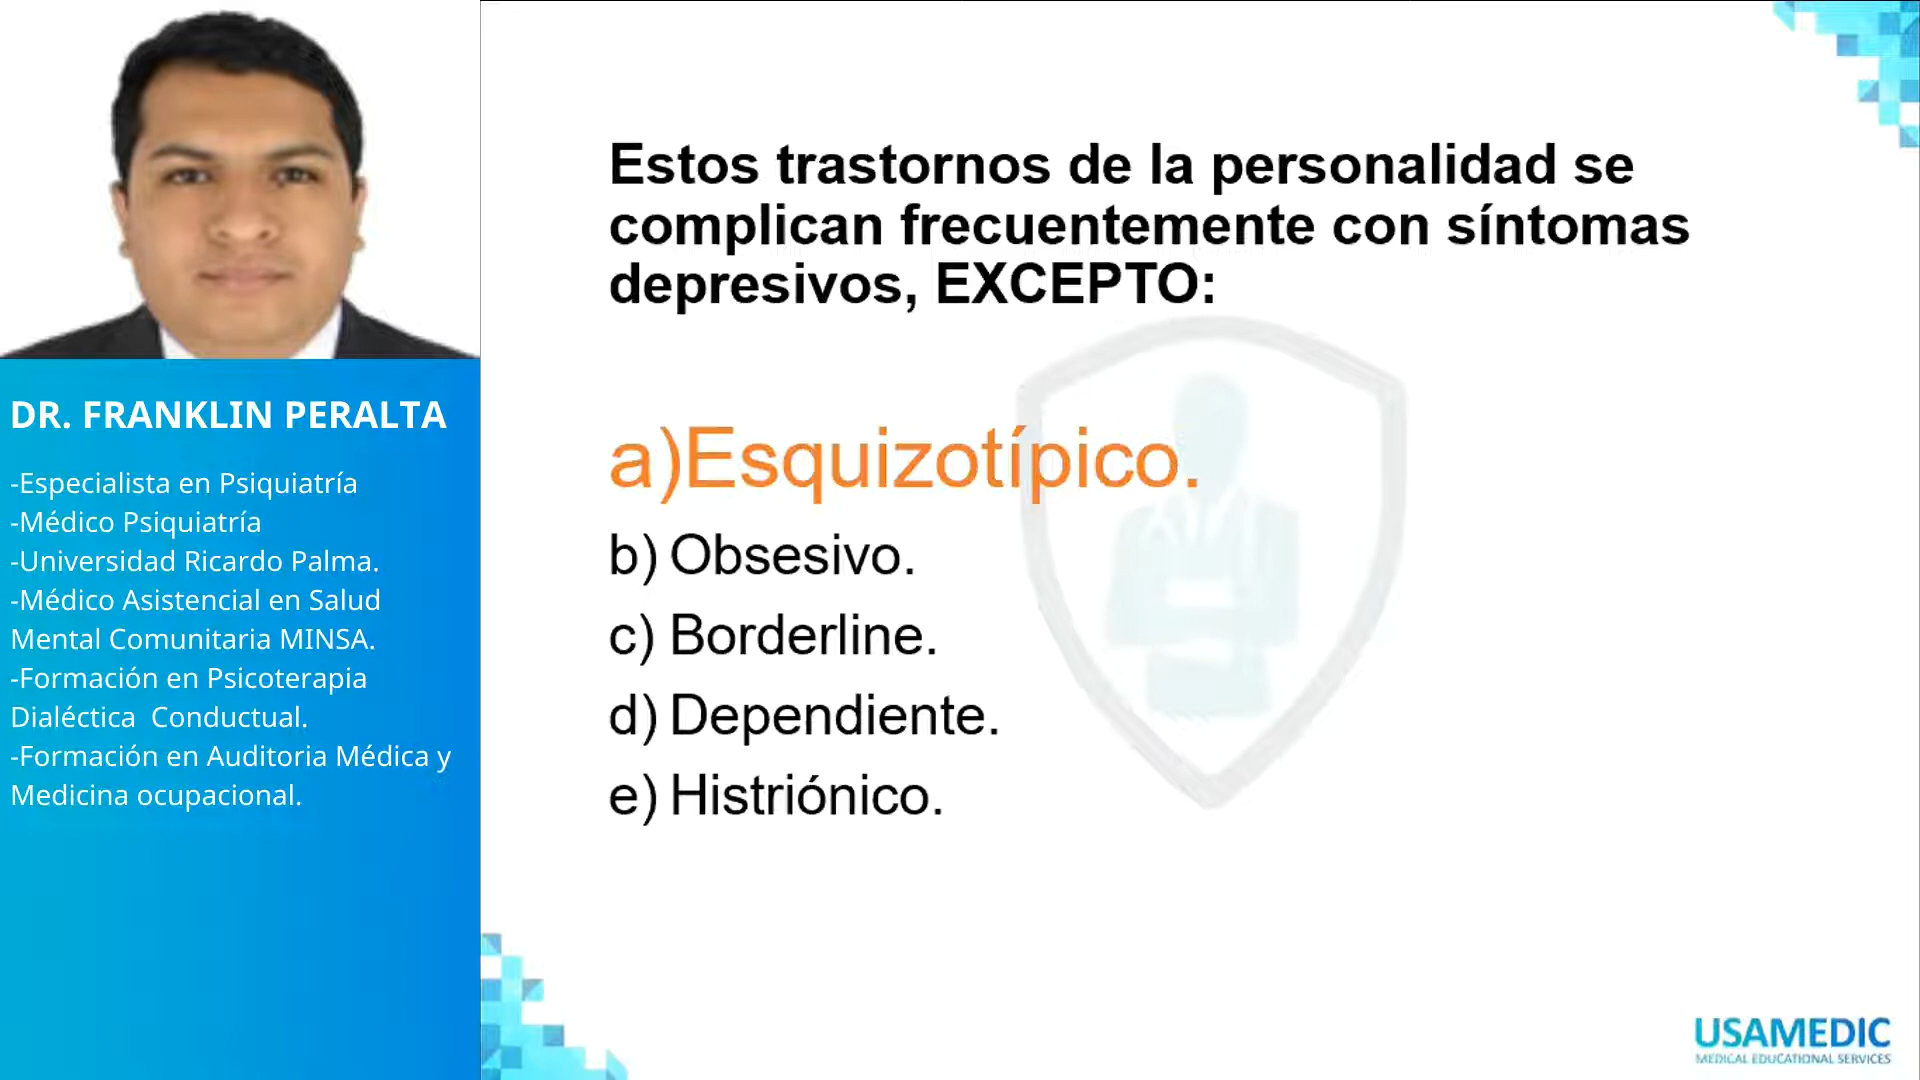 DR. FRANKLIN PERALTA
-Especialista en Psiquiatría
-Médico Psiquiatría
-Universidad Ricardo Palma.
-Médico Asistencial en Salud
Mental Comunitaria MINSA.
-Formación en Psicoterapia
Dialéctica  Conductual.
-Formación en Auditoria Médica y
Medicina ocupacional.
Estos trastornos de la personalidad se
complican frecuentemente con síntomas
depresivos, EXCEPTO:
a)Esquizotípico.
b) Obsesivo.
c) Borderline.
d) Dependiente.
e) Histriónico.
USAMEDIC
MEDICAL EDUCATIONAL SERVICES